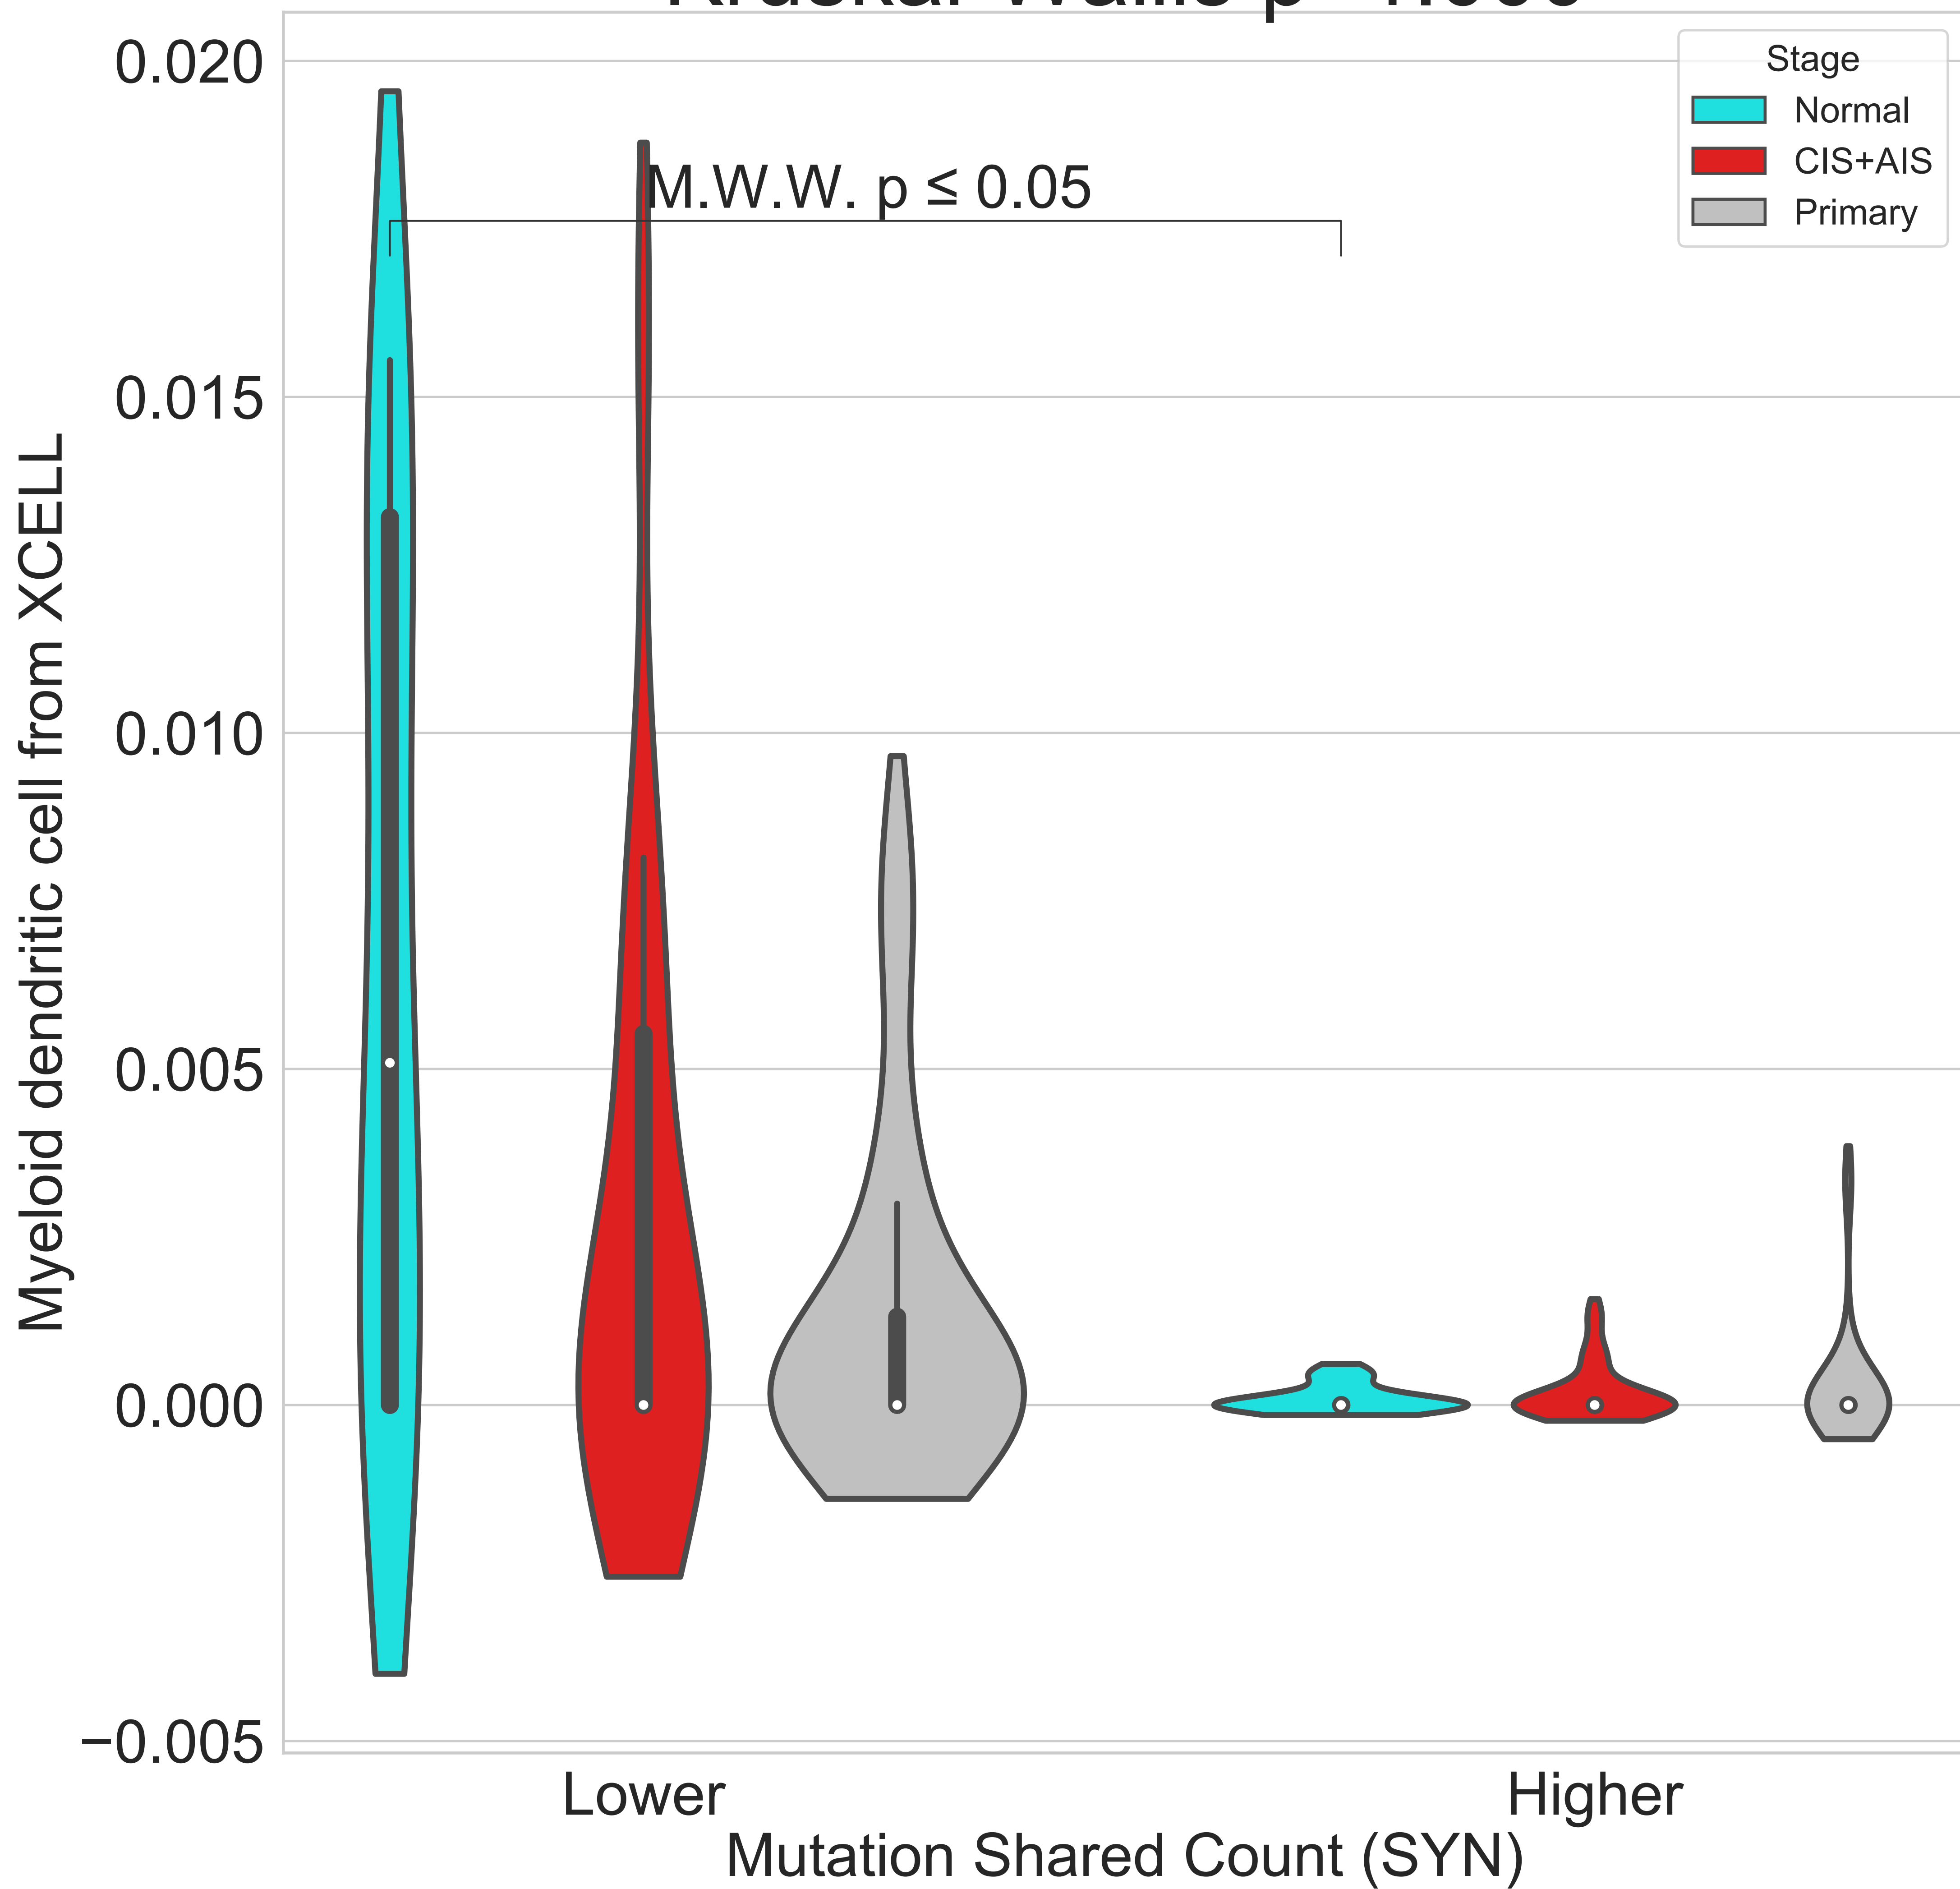 0.020
0.015
0.010
0.005
0.000
−0.005
Myeloid dendritic cell from XCELL
M.W.W. p ≤ 0.05
Stage
Normal
CIS+AIS
Primary
Lower
Higher
Mutation Shared Count (SYN)